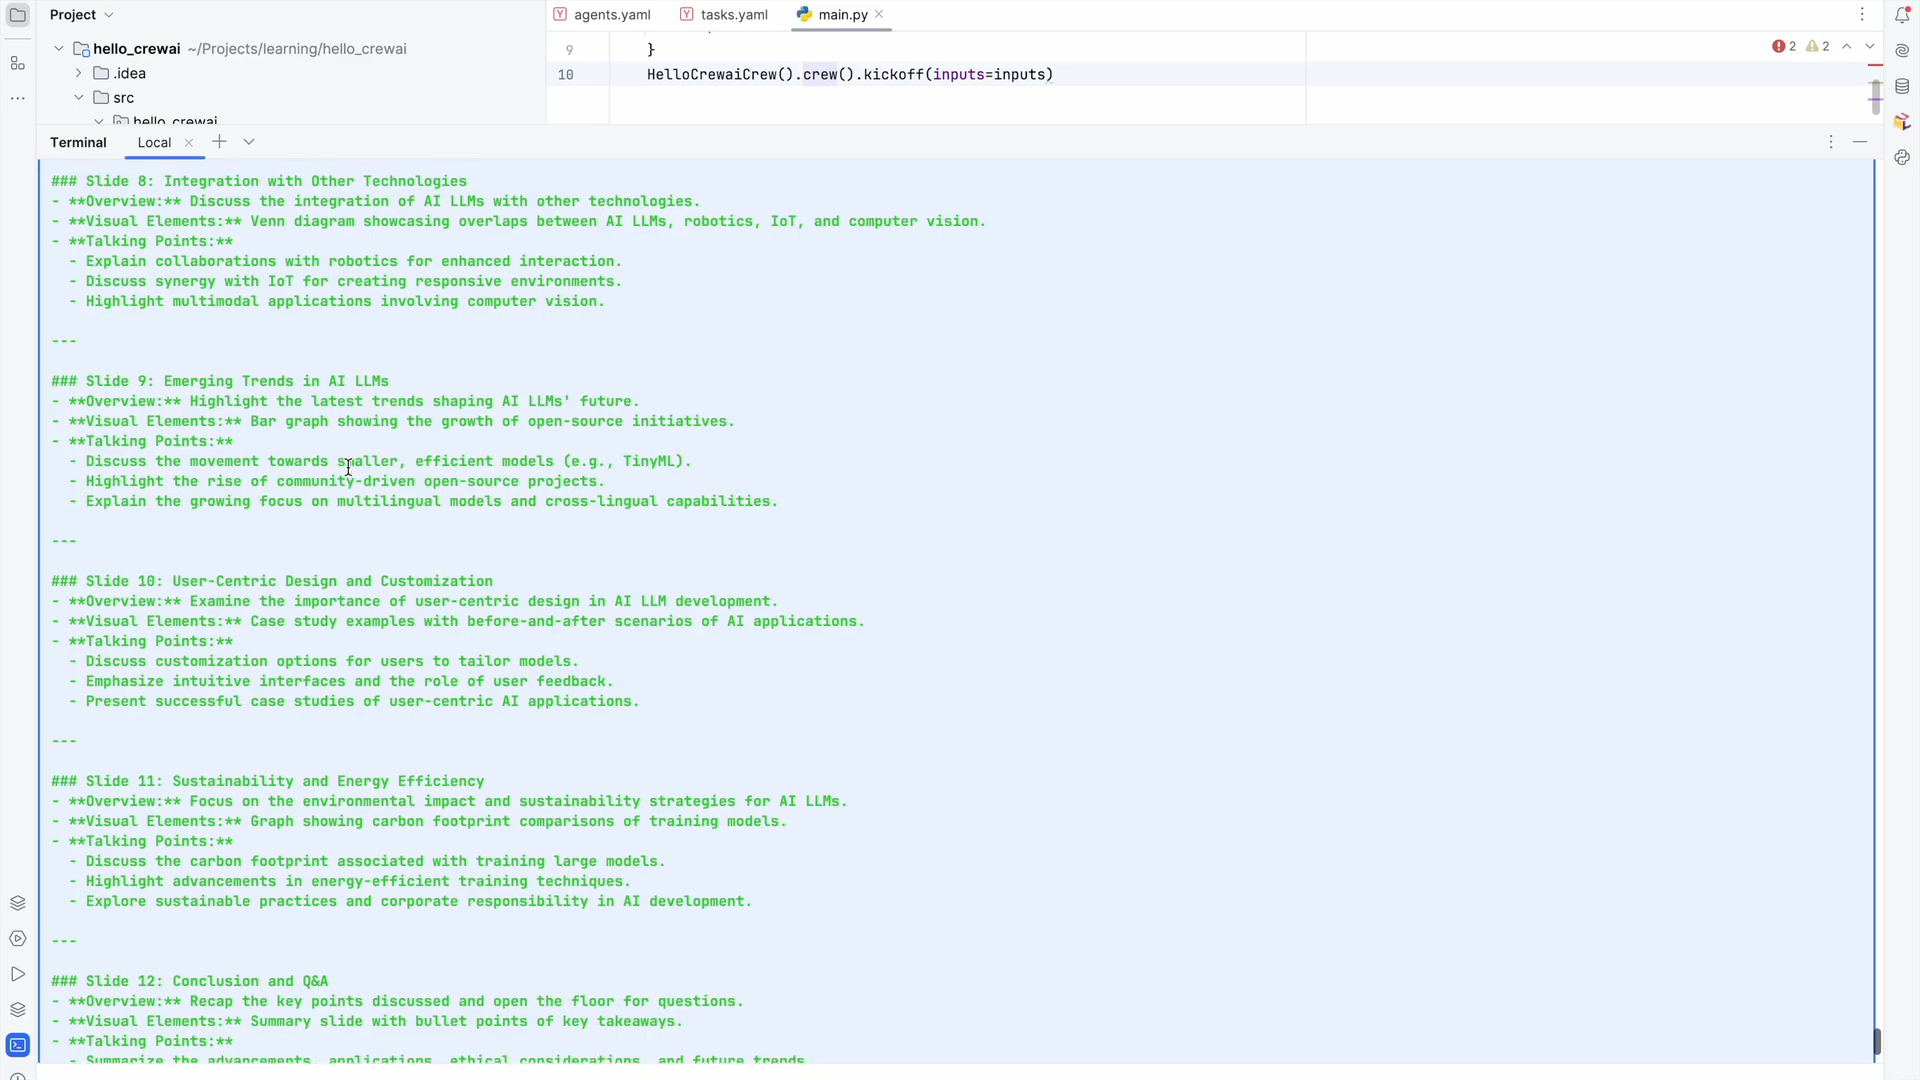 Project
agents.yaml
tasks.yaml
main.py
hello_crewai ~/Projects/learning/hello_crewai
.idea
src
hello_crewai
9 }
10 HelloCrewaiCrew().crew().kickoff(inputs=inputs)
2 2
Terminal
Local
### Slide 8: Integration with Other Technologies
- **Overview:** Discuss the integration of AI LLMs with other technologies.
- **Visual Elements:** Venn diagram showcasing overlaps between AI LLMs, robotics, IoT, and computer vision.
- **Talking Points:**
- Explain collaborations with robotics for enhanced interaction.
- Discuss synergy with IoT for creating responsive environments.
- Highlight multimodal applications involving computer vision.
---
### Slide 9: Emerging Trends in AI LLMs
- **Overview:** Highlight the latest trends shaping AI LLMs' future.
- **Visual Elements:** Bar graph showing the growth of open-source initiatives.
- **Talking Points:**
- Discuss the movement towards smaller, efficient models (e.g., TinyML).
- Highlight the rise of community-driven open-source projects.
- Explain the growing focus on multilingual models and cross-lingual capabilities.
---
### Slide 10: User-Centric Design and Customization
- **Overview:** Examine the importance of user-centric design in AI LLM development.
- **Visual Elements:** Case study examples with before-and-after scenarios of AI applications.
- **Talking Points:**
- Discuss customization options for users to tailor models.
- Emphasize intuitive interfaces and the role of user feedback.
- Present successful case studies of user-centric AI applications.
---
### Slide 11: Sustainability and Energy Efficiency
- **Overview:** Focus on the environmental impact and sustainability strategies for AI LLMs.
- **Visual Elements:** Graph showing carbon footprint comparisons of training models.
- **Talking Points:**
- Discuss the carbon footprint associated with training large models.
- Highlight advancements in energy-efficient training techniques.
- Explore sustainable practices and corporate responsibility in AI development.
---
### Slide 12: Conclusion and Q&A
- **Overview:** Recap the key points discussed and open the floor for questions.
- **Visual Elements:** Summary slide with bullet points of key takeaways.
- **Talking Points:**
- Summarize the advancements, applications, ethical considerations, and future trends.